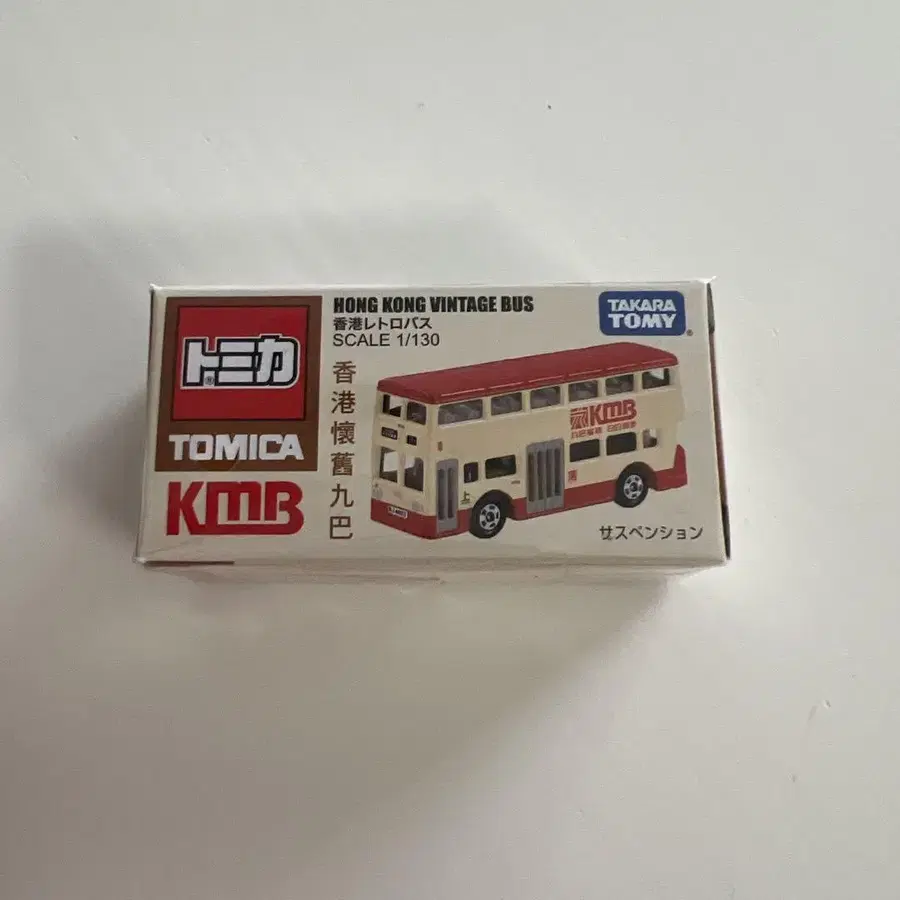 HONG KONG VINTAGE BUS
香港レトロバス
SCALE 1/130
TAKARA
TOMY
トミカ
TOMICA
KMB
香港懷舊九巴
KMB
上
サスペンション